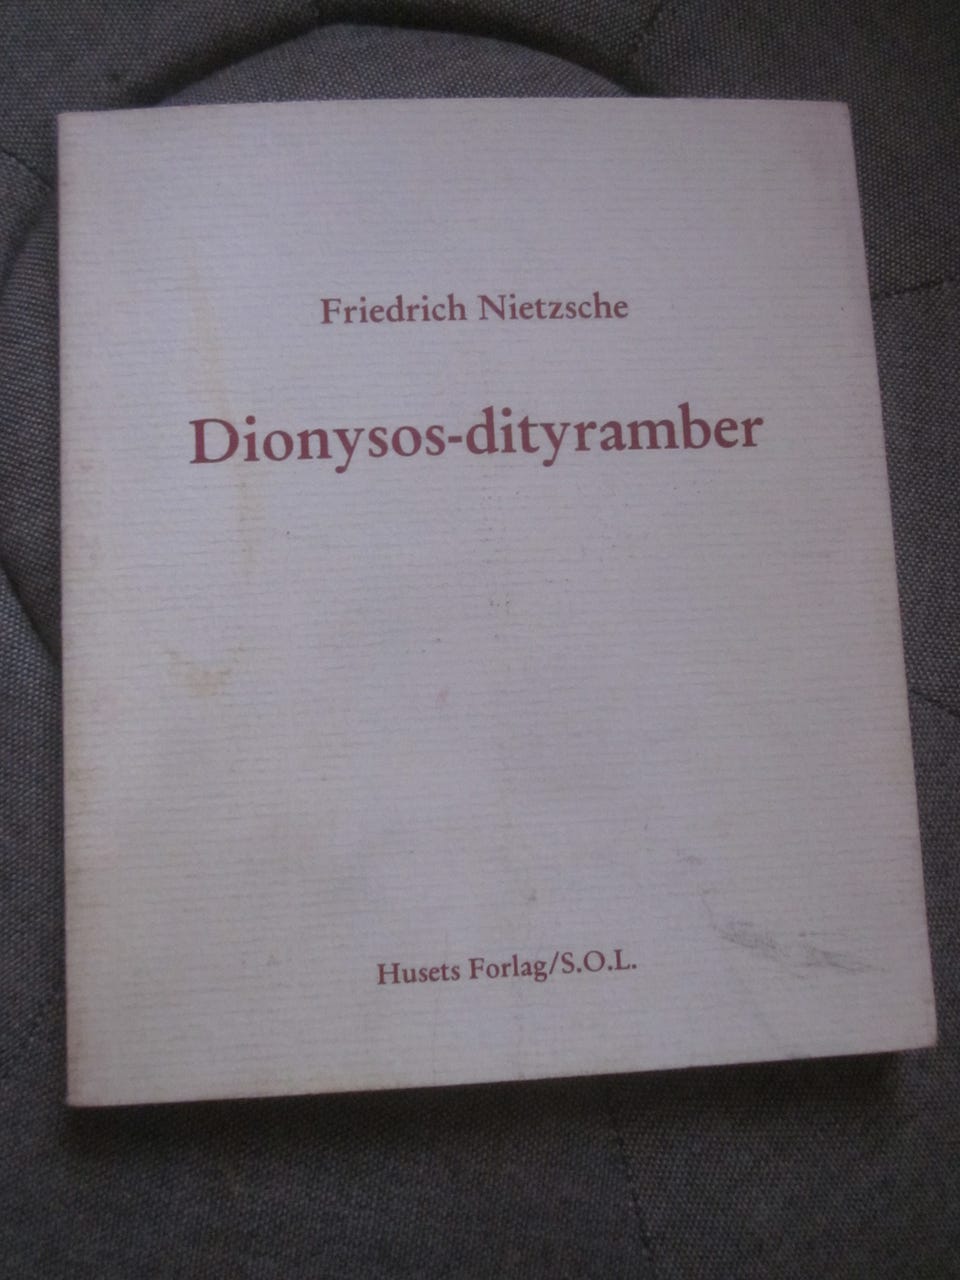 Friedrich Nietzsche
Dionysos-dityramber
Husets Forlag/S.O.L.